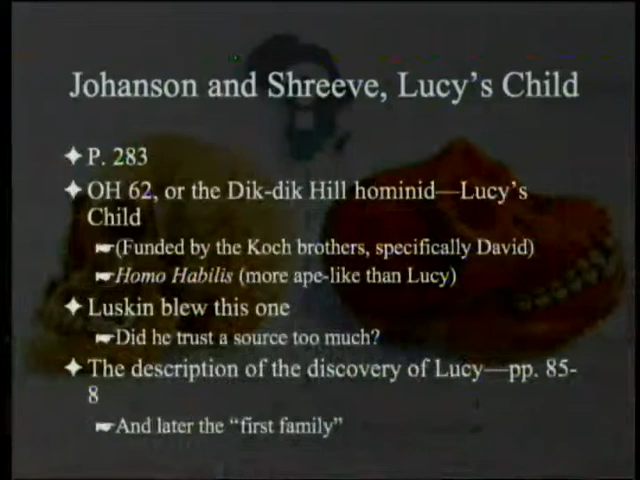 Johanson and Shreeve, Lucy's Child
P. 283
OH 62, or the Dik-dik Hill hominid—Lucy's
Child
(Funded by the Koch brothers, specifically David)
Homo Habilis (more ape-like than Lucy)
Luskin blew this one
Did he trust a source too much?
The description of the discovery of Lucy—pp. 85-
8
And later the “first family”